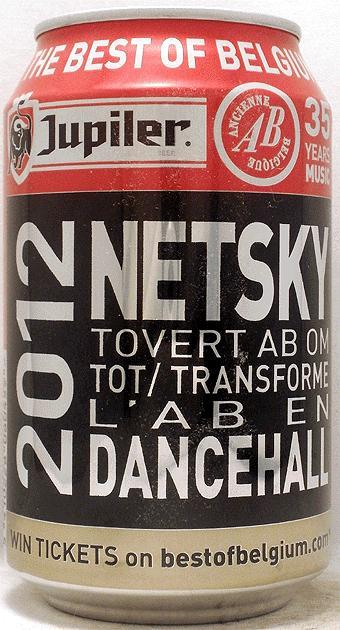 THE BEST OF BELGIU
Jupiler.
ANCIENNE
AB
BELGIQUE
35
YEARS
MUSIC
2012
NETSKY
TOVERT AB OM
TOT/ TRANSFORME
L'AB EN
DANCEHALL
WIN TICKETS on bestofbelgium.com